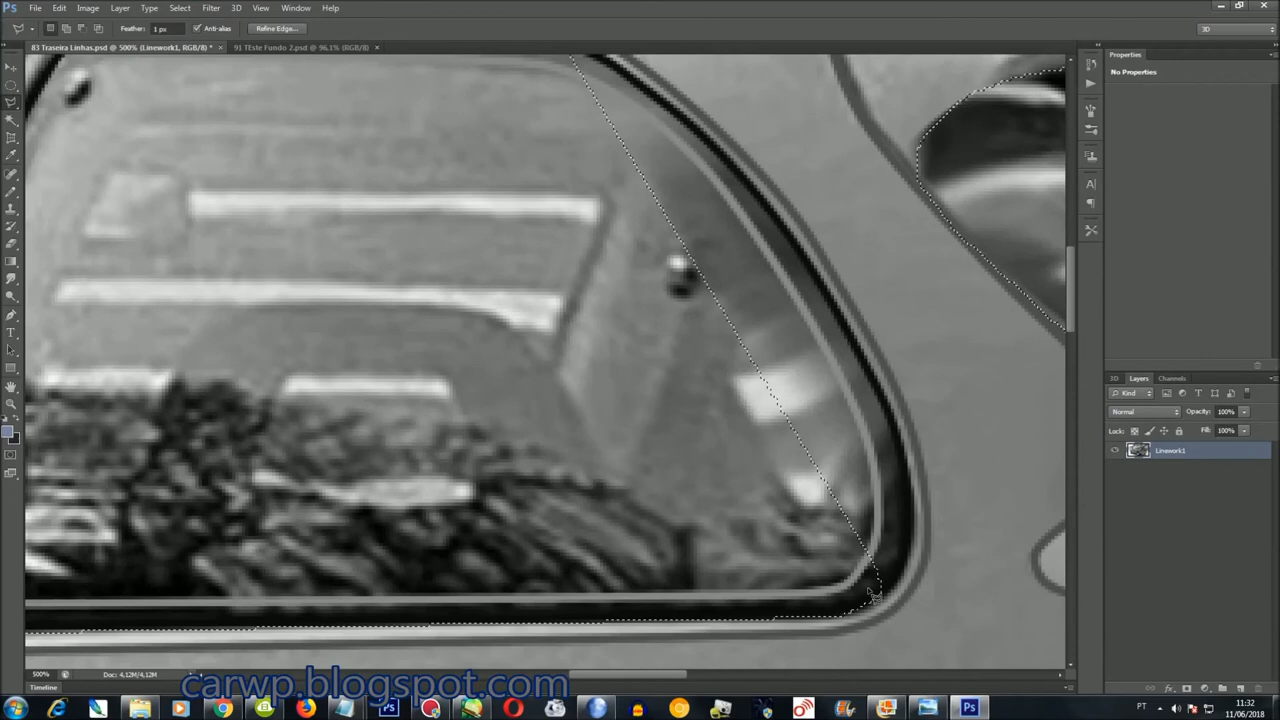 Ps File Edit Image Layer Type Select Filter 3D View Window Help
Feather: 1 px Anti-alias Refine Edge... 3D
83 Traseira Linhas.psd @ 500% (Linework1, RGB/8) * × 91 TEste Fundo 2.psd @ 96.1% (RGB/8) ×
Properties
No Properties
3D Layers Channels
Kind
Normal Opacity: 100%
Lock: Fill: 100%
Linework1
500% Doc: 4,12M/4,12M
Timeline
carwp.blogspot.com
PT 11:32
11/06/2018